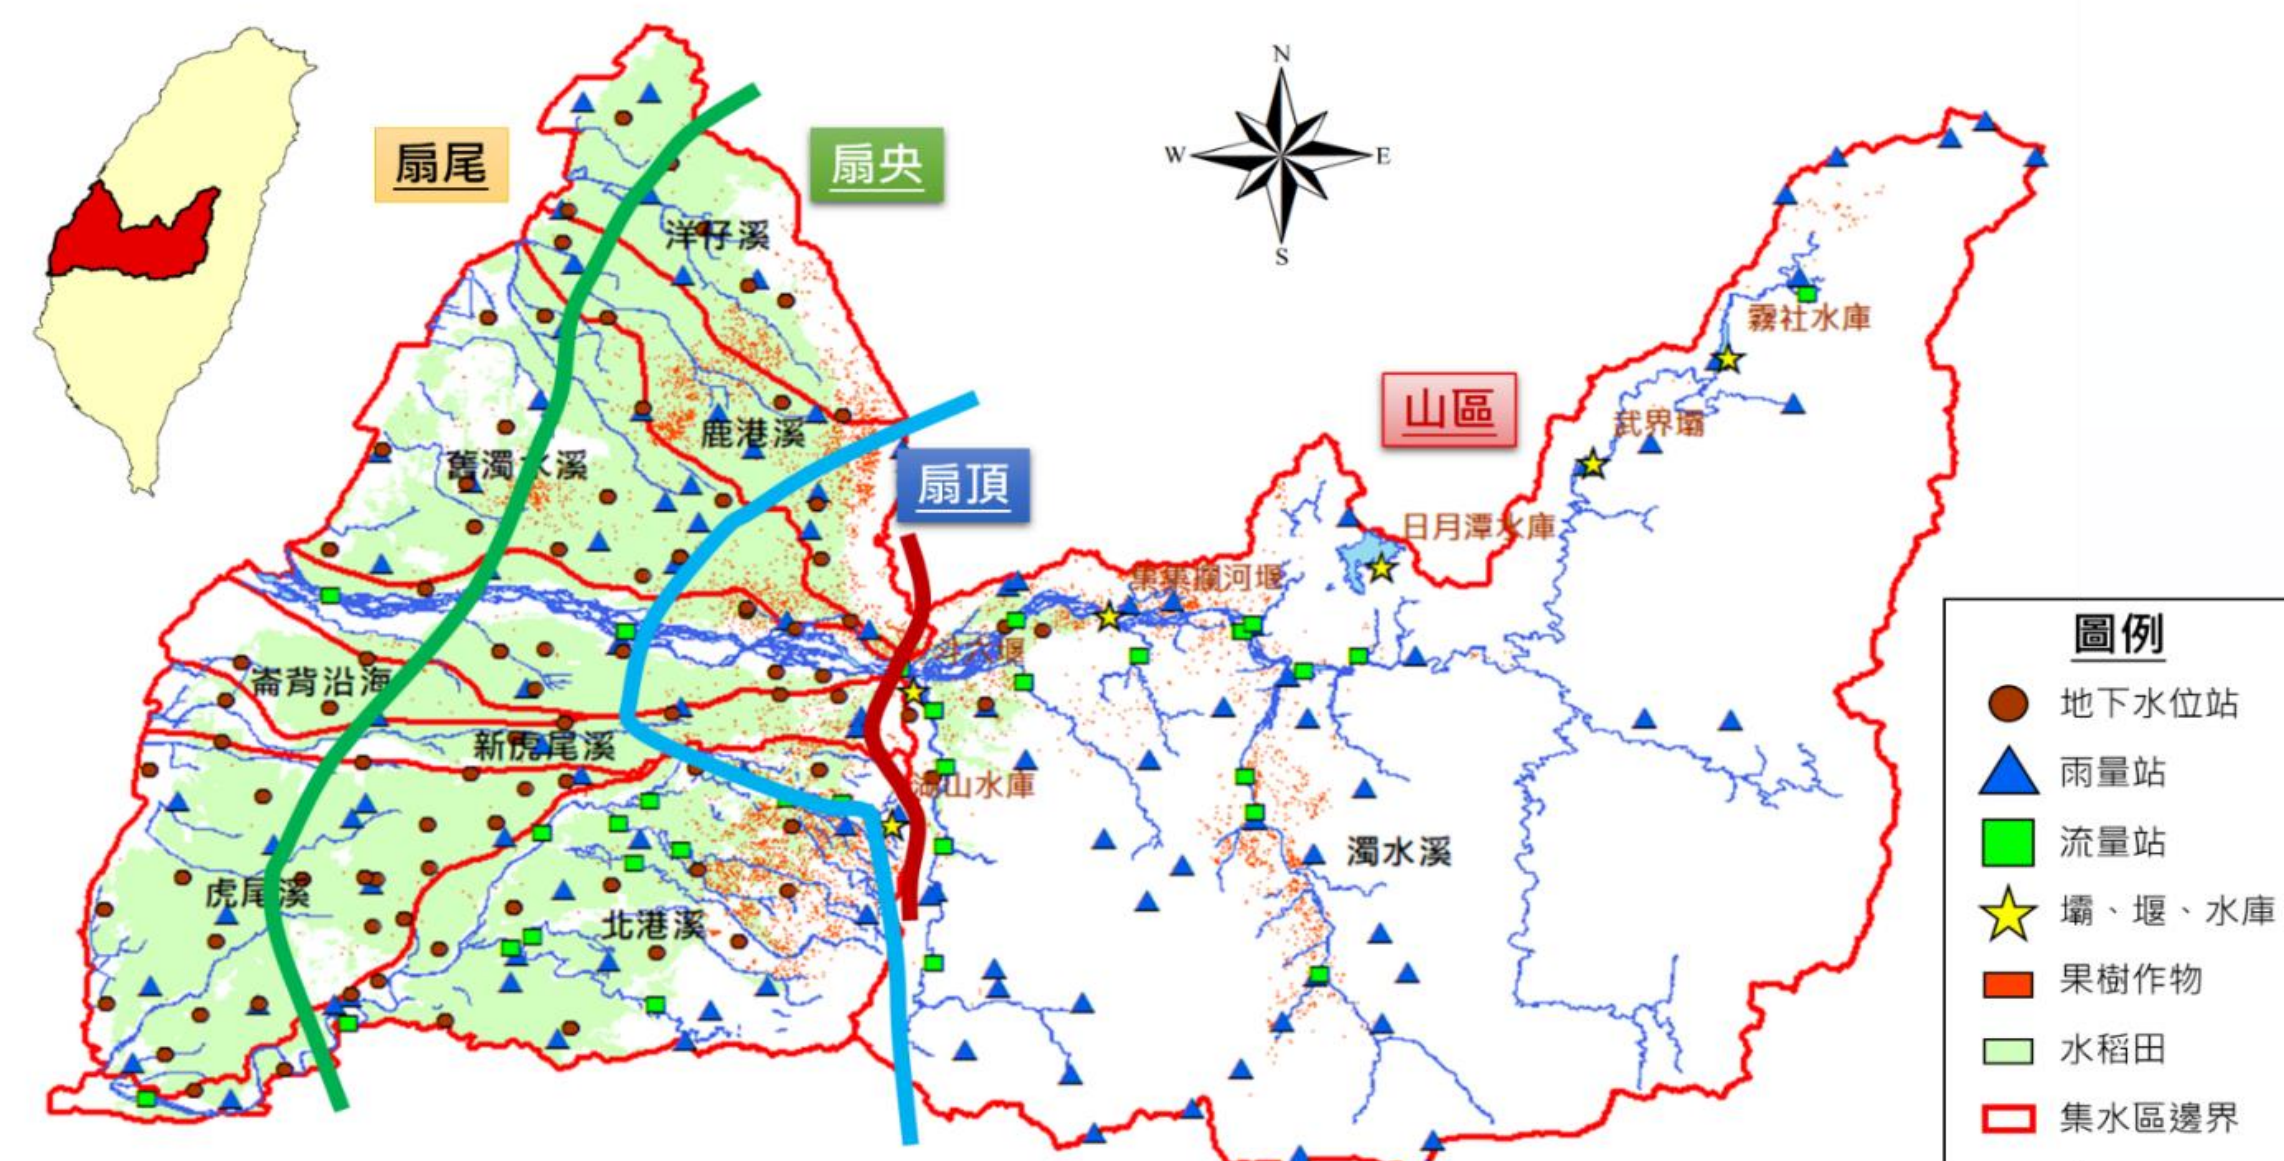 N
W
E
S
扇尾
扇央
洋仔溪
霧社水庫
山區
武界壩
鹿港溪
舊濁水溪
扇頂
日月潭水庫
集集攔河堰
斗六堰
崙背沿海
新虎尾溪
湖山水庫
濁水溪
虎尾溪
北港溪
圖例
地下水位站
雨量站
流量站
壩、堰、水庫
果樹作物
水稻田
集水區邊界